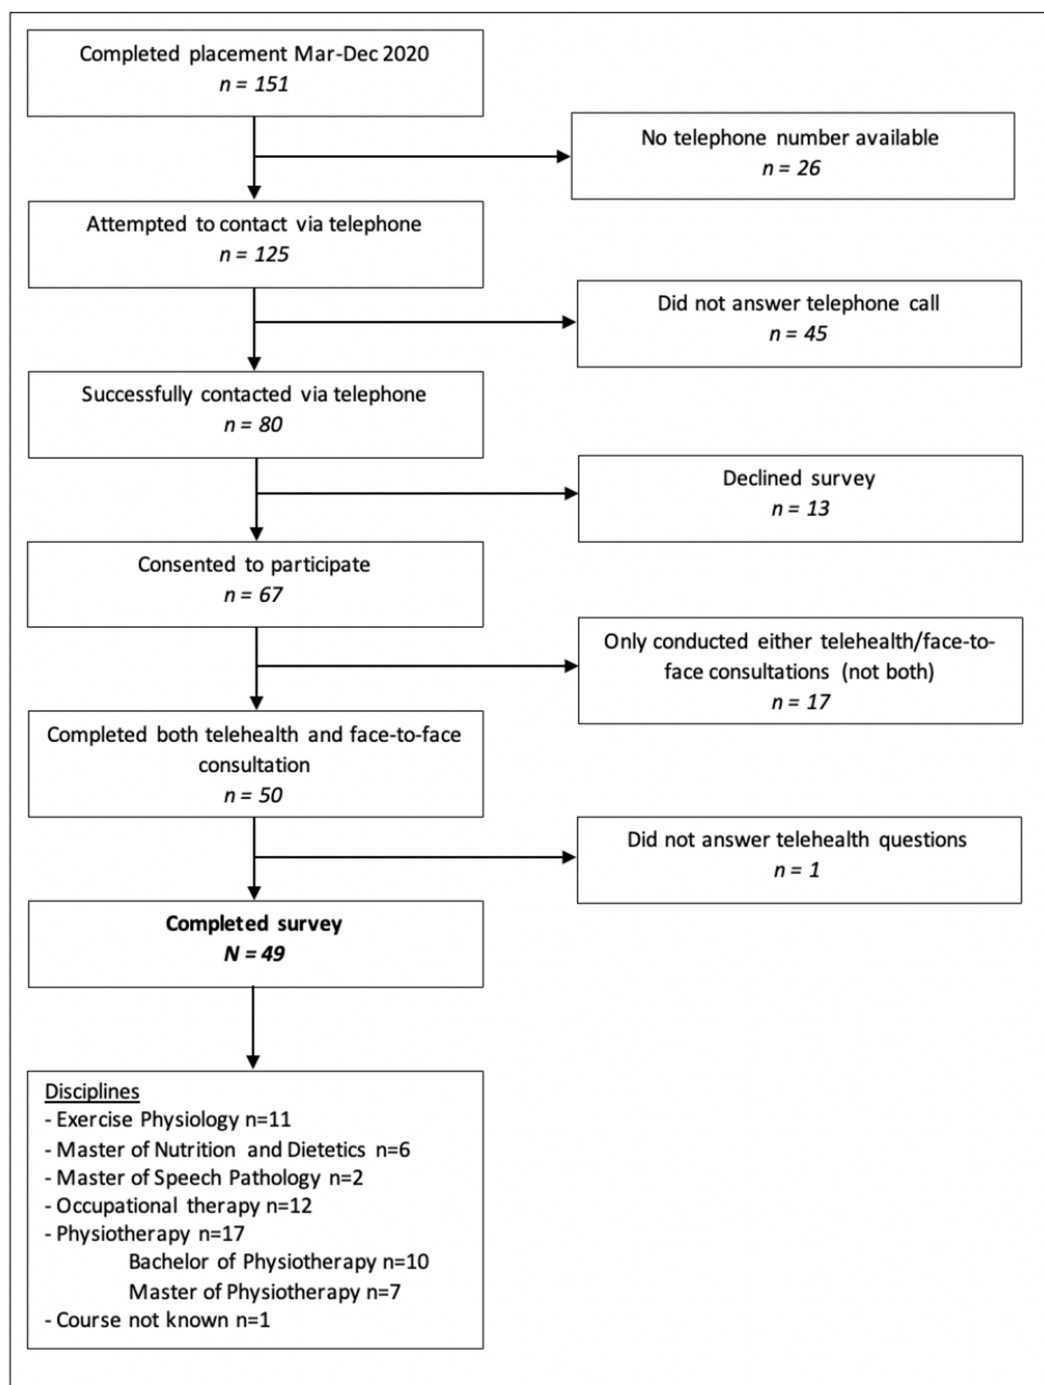 Completed placement Mar-Dec 2020
n = 151
No telephone number available
n = 26
Attempted to contact via telephone
n = 125
Did not answer telephone call
n = 45
Successfully contacted via telephone
n = 80
Declined survey
n = 13
Consented to participate
n = 67
Only conducted either telehealth/face-to-
face consultations (not both)
n = 17
Completed both telehealth and face-to-face
consultation
n = 50
Did not answer telehealth questions
n = 1
Completed survey
N = 49
Disciplines
- Exercise Physiology n=11
- Master of Nutrition and Dietetics n=6
- Master of Speech Pathology n=2
- Occupational therapy n=12
- Physiotherapy n=17
Bachelor of Physiotherapy n=10
Master of Physiotherapy n=7
- Course not known n=1